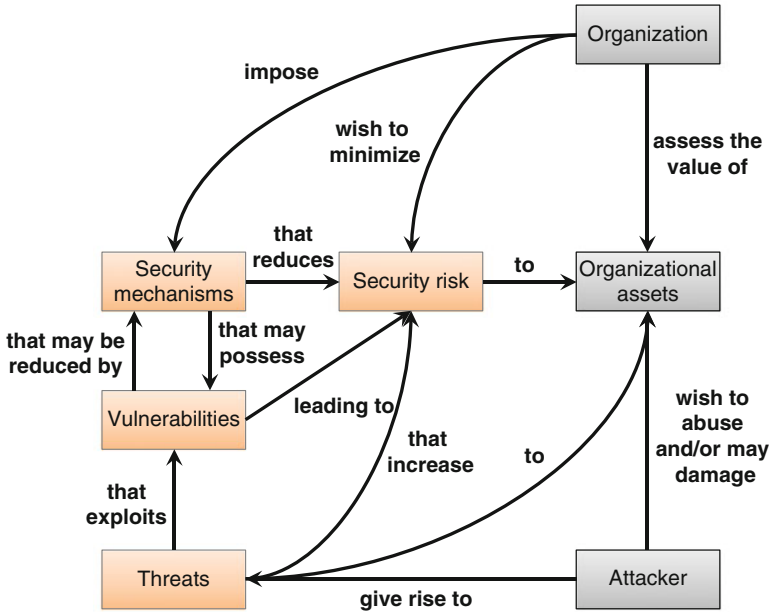 Organization
impose
wish to
minimize
assess the
value of
that
reduces
Security
mechanisms
Security risk
to
Organizational
assets
that may be
reduced by
that may
possess
Vulnerabilities
leading to
that
increase
to
wish to
abuse
and/or may
damage
that
exploits
Threats
give rise to
Attacker